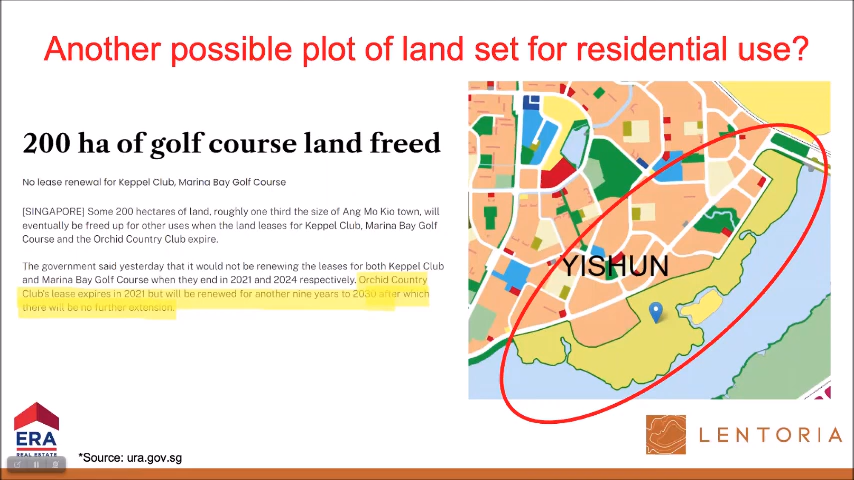 Another possible plot of land set for residential use?
200 ha of golf course land freed
No lease renewal for Keppel Club, Marina Bay Golf Course
[SINGAPORE] Some 200 hectares of land, roughly one third the size of Ang Mo Kio town, will
eventually be freed up for other uses when the land leases for Keppel Club, Marina Bay Golf
Course and the Orchid Country Club expire.
The government said yesterday that it would not be renewing the leases for both Keppel Club
and Marina Bay Golf Course when they end in 2021 and 2024 respectively. Orchid Country
Club's lease expires in 2021 but will be renewed for another nine years to 2030 after which
there will be no further extension.
YISHUN
ERA
REAL ESTATE
*Source: ura.gov.sg
LENTORIA